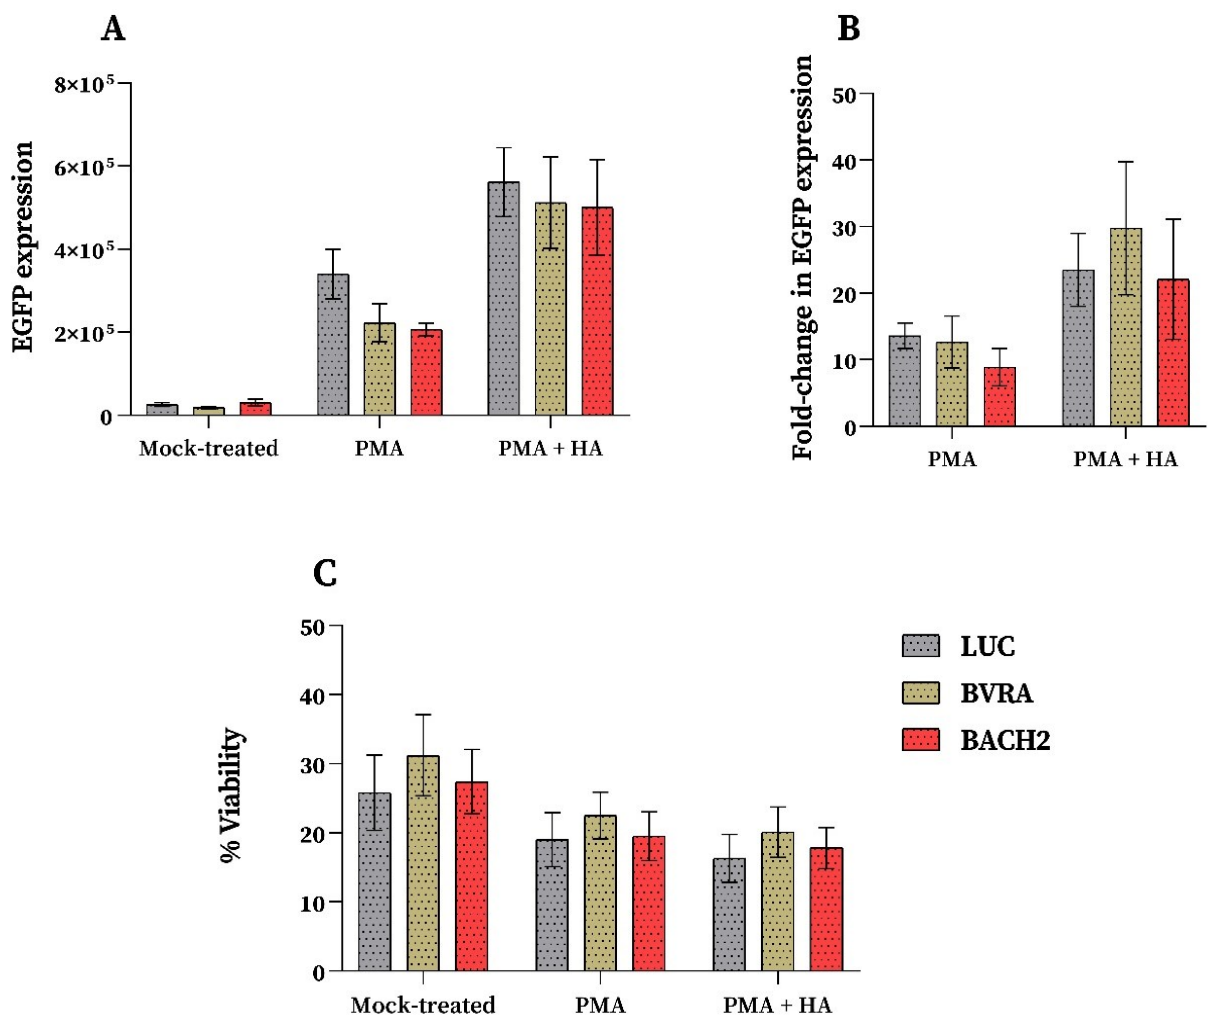 A
EGFP expression
8×10⁵
6×10⁵
4×10⁵
2×10⁵
0
Mock-treated PMA PMA + HA
B
Fold-change in EGFP expression
50
40
30
20
10
0
PMA PMA + HA
C
% Viability
50
40
30
20
10
0
Mock-treated PMA PMA + HA
LUC
BVRA
BACH2